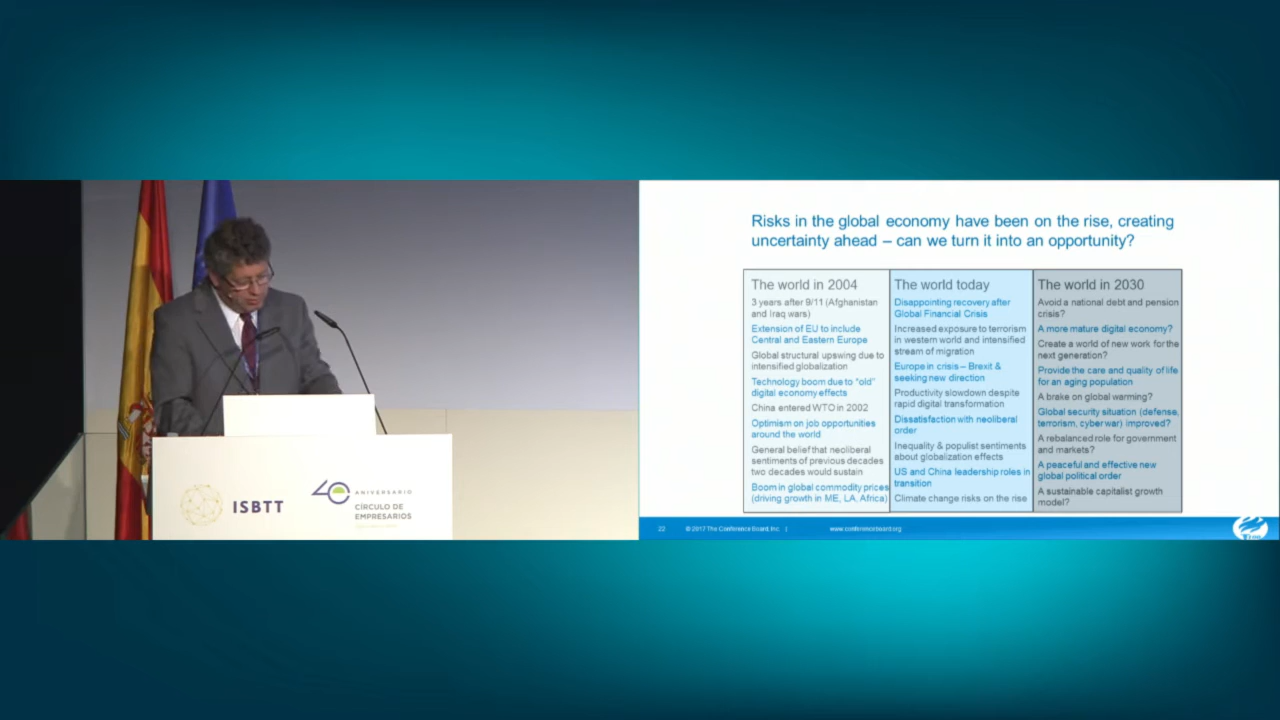 ISBTT
40 ANIVERSARIO
CÍRCULO DE
EMPRESARIOS
Risks in the global economy have been on the rise, creating
uncertainty ahead – can we turn it into an opportunity?
The world in 2004
3 years after 9/11 (Afghanistan
and Iraq wars)
Extension of EU to include
Central and Eastern Europe
Global structural upswing due to
intensified globalization
Technology boom due to "old"
digital economy effects
China entered WTO in 2002
Optimism on job opportunities
around the world
General belief that neoliberal
sentiments of previous decades
two decades would sustain
Boom in global commodity prices
(driving growth in ME, LA, Africa)
The world today
Disappointing recovery after
Global Financial Crisis
Increased exposure to terrorism
in western world and intensified
stream of migration
Europe in crisis – Brexit &
seeking new direction
Productivity slowdown despite
rapid digital transformation
Dissatisfaction with neoliberal
order
Inequality & populist sentiments
about globalization effects
US and China leadership roles in
transition
Climate change risks on the rise
The world in 2030
Avoid a national debt and pension
crisis?
A more mature digital economy?
Create a world of new work for the
next generation?
Provide the care and quality of life
for an aging population
A brake on global warming?
Global security situation (defense,
terrorism, cyber war) improved?
A rebalanced role for government
and markets?
A peaceful and effective new
global political order
A sustainable capitalist growth
model?
22 © 2017 The Conference Board, Inc. | www.conferenceboard.org